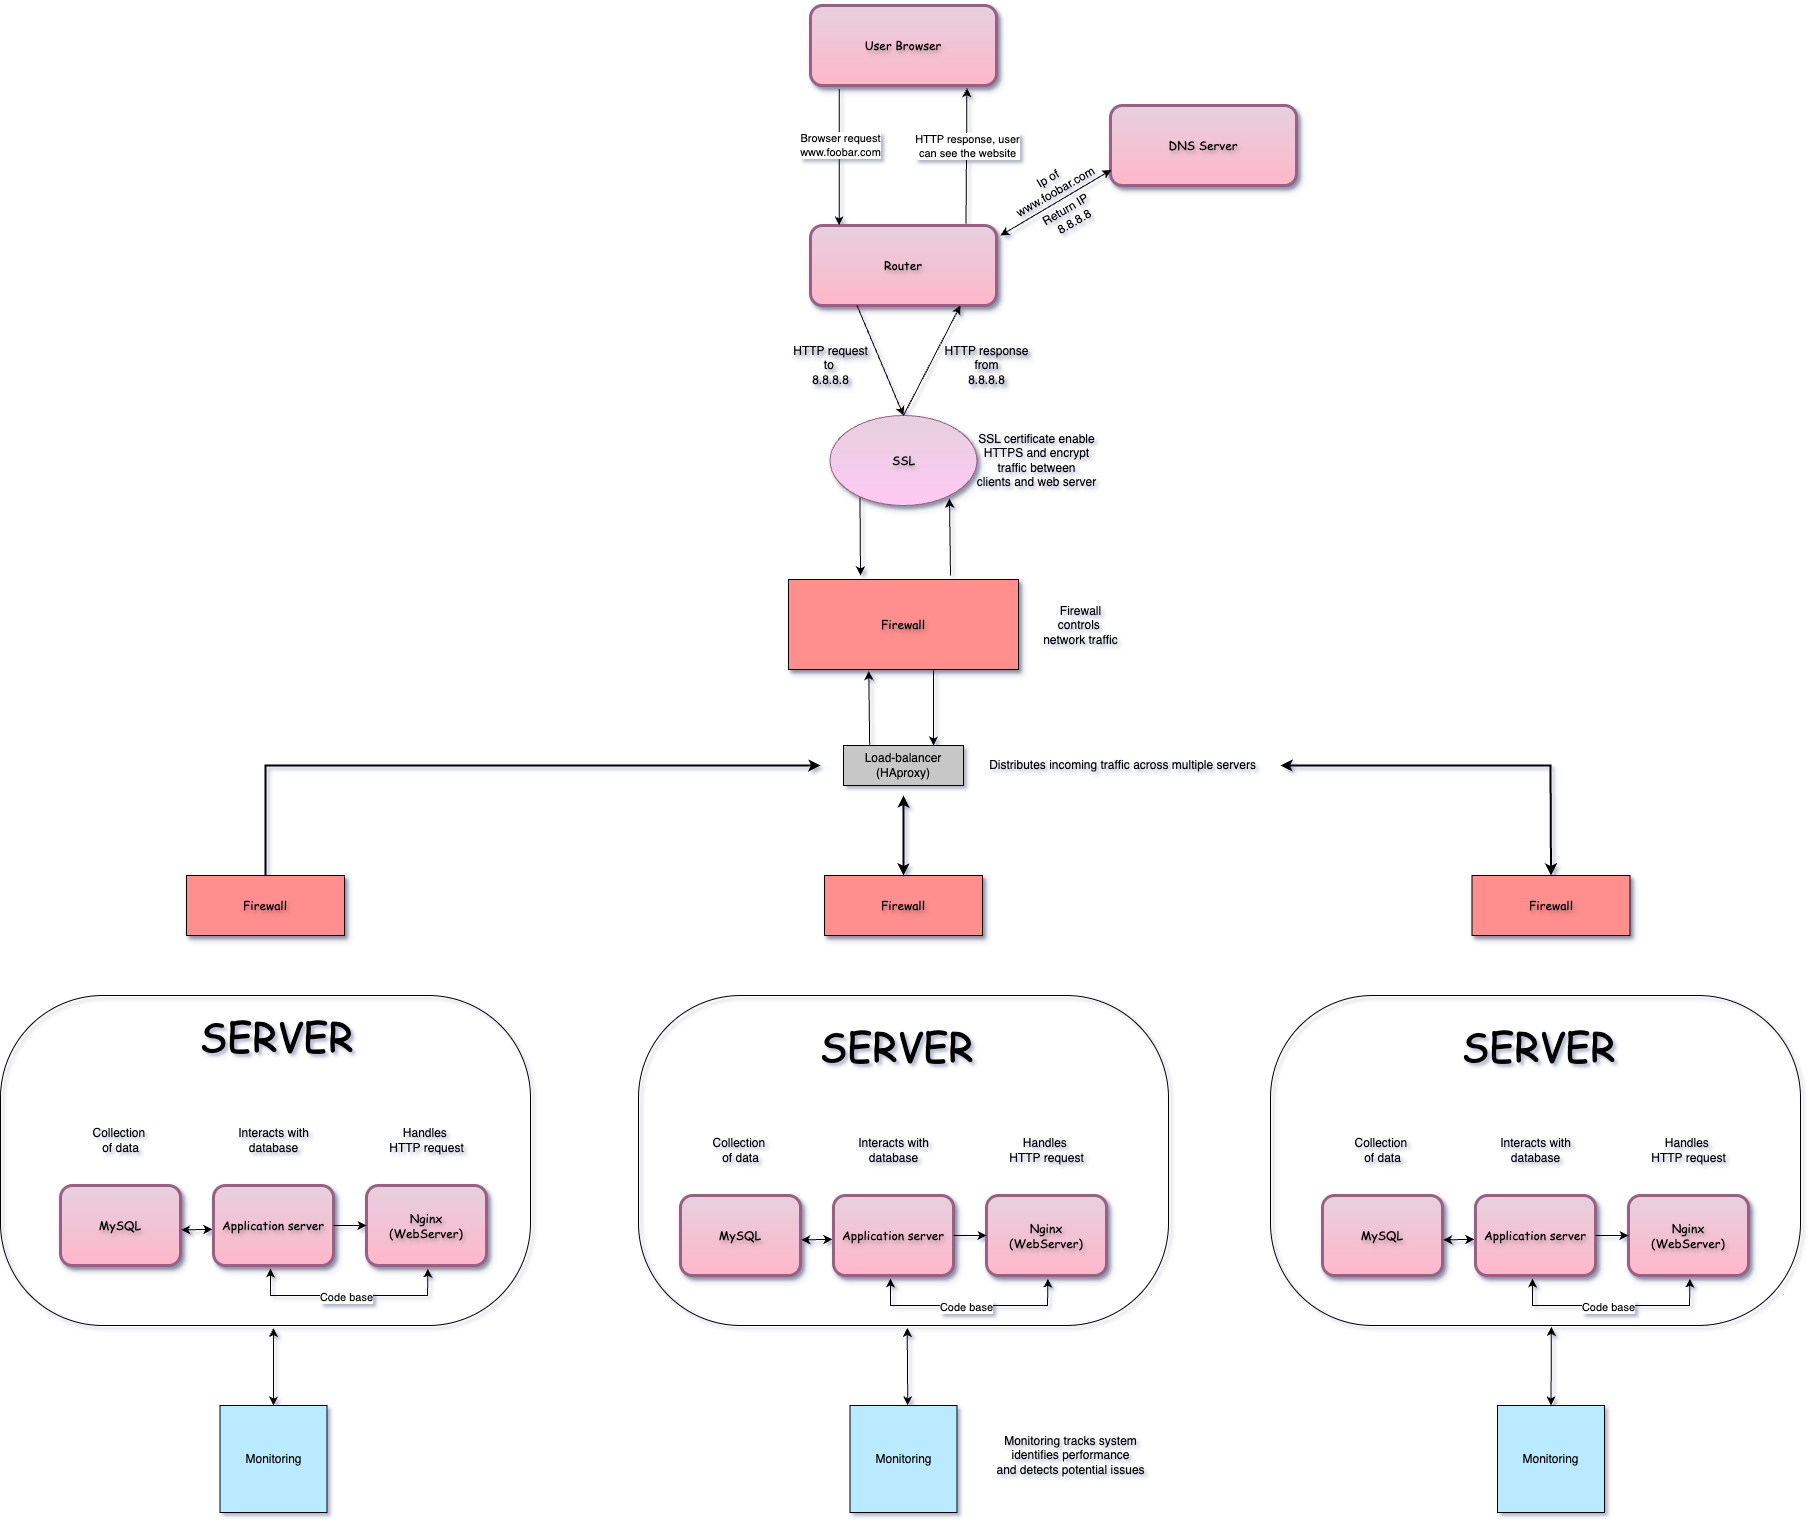 User Browser
Browser request
www.foobar.com
HTTP response, user
can see the website
DNS Server
Ip of
www.foobar.com
Return IP
8.8.8.8
Router
HTTP request
to
8.8.8.8
HTTP response
from
8.8.8.8
SSL
SSL certificate enable
HTTPS and encrypt
traffic between
clients and web server
Firewall
Firewall
controls
network traffic
Load-balancer
(HAproxy)
Distributes incoming traffic across multiple servers
Firewall
Firewall
Firewall
SERVER
Collection
of data
Interacts with
database
Handles
HTTP request
MySQL
Application server
Nginx
(WebServer)
Code base
SERVER
Collection
of data
Interacts with
database
Handles
HTTP request
MySQL
Application server
Nginx
(WebServer)
Code base
SERVER
Collection
of data
Interacts with
database
Handles
HTTP request
MySQL
Application server
Nginx
(WebServer)
Code base
Monitoring
Monitoring
Monitoring tracks system
identifies performance
and detects potential issues
Monitoring